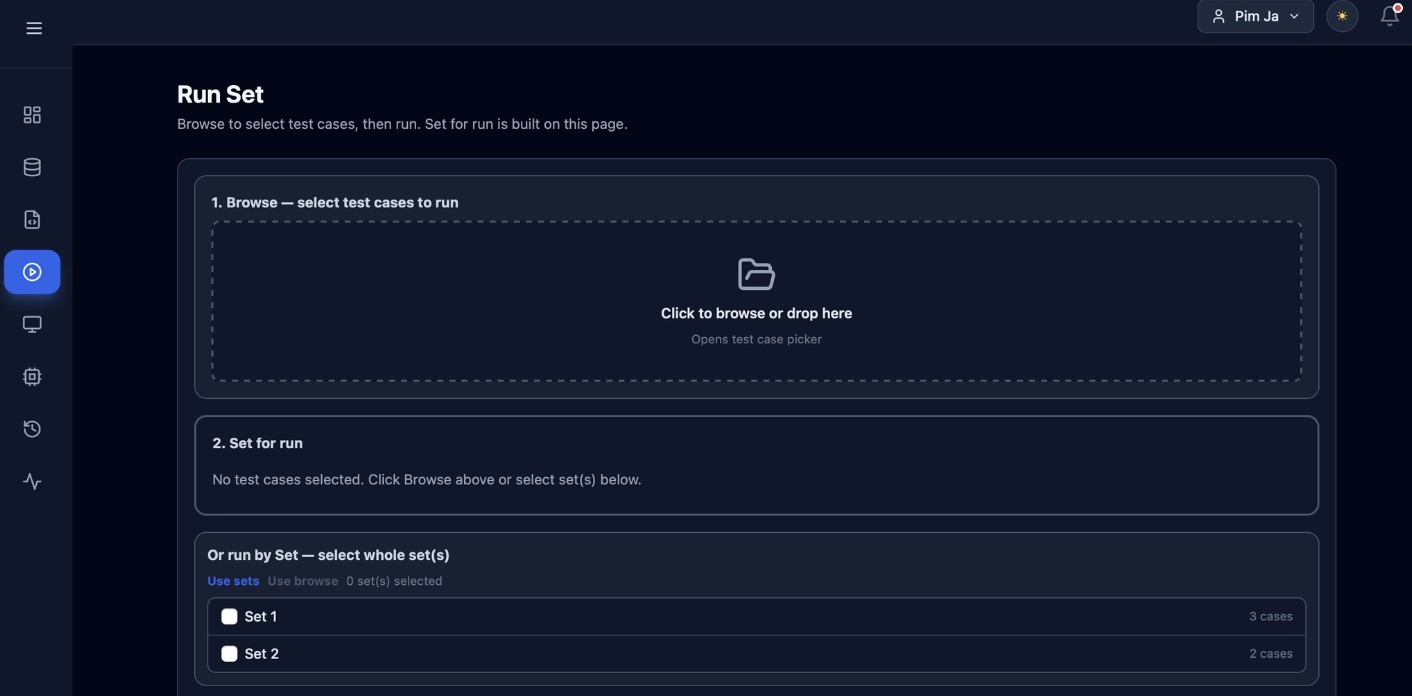 Pim Ja
Run Set
Browse to select test cases, then run. Set for run is built on this page.
1. Browse — select test cases to run
Click to browse or drop here
Opens test case picker
2. Set for run
No test cases selected. Click Browse above or select set(s) below.
Or run by Set — select whole set(s)
Use sets Use browse 0 set(s) selected
Set 1 3 cases
Set 2 2 cases